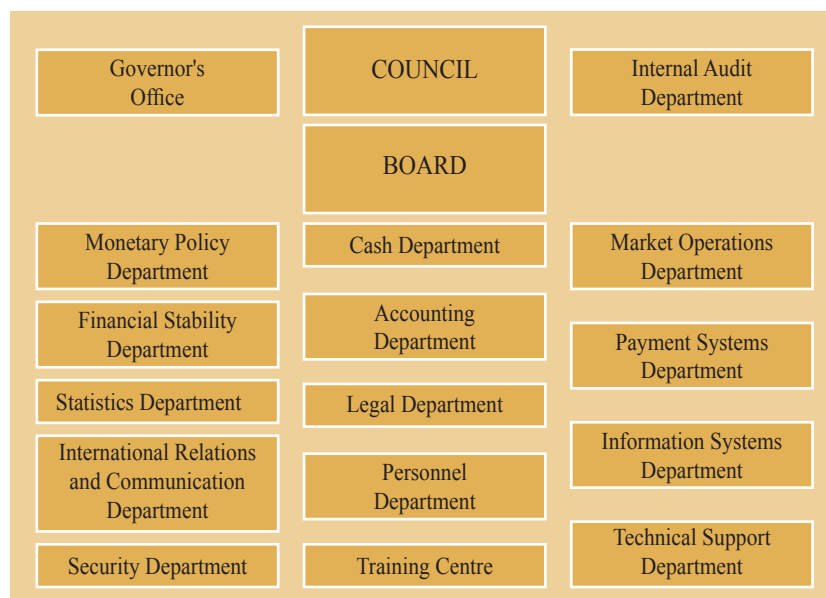 Governor's
Office
COUNCIL
Internal Audit
Department
BOARD
Monetary Policy
Department
Cash Department
Market Operations
Department
Financial Stability
Department
Accounting
Department
Payment Systems
Department
Statistics Department
Legal Department
International Relations
and Communication
Department
Personnel
Department
Information Systems
Department
Security Department
Training Centre
Technical Support
Department